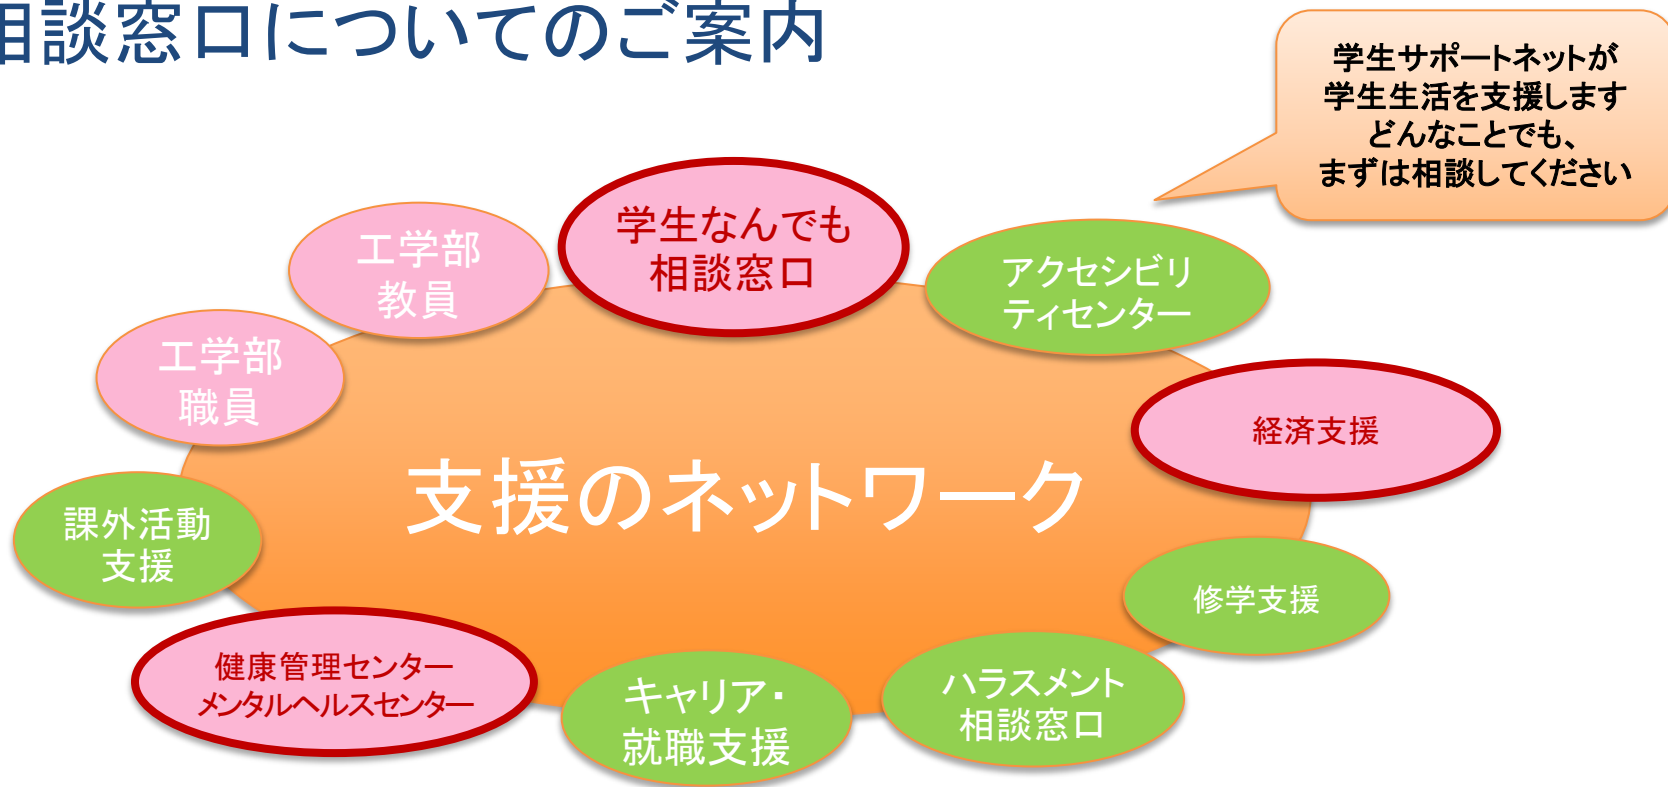 相談窓口についてのご案内
学生サポートネットが
学生生活を支援します
どんなことでも、
まずは相談してください
学生なんでも
相談窓口
工学部
教員
アクセシビリ
ティセンター
工学部
職員
経済支援
支援のネットワーク
課外活動
支援
修学支援
健康管理センター
メンタルヘルスセンター
キャリア・
就職支援
ハラスメント
相談窓口